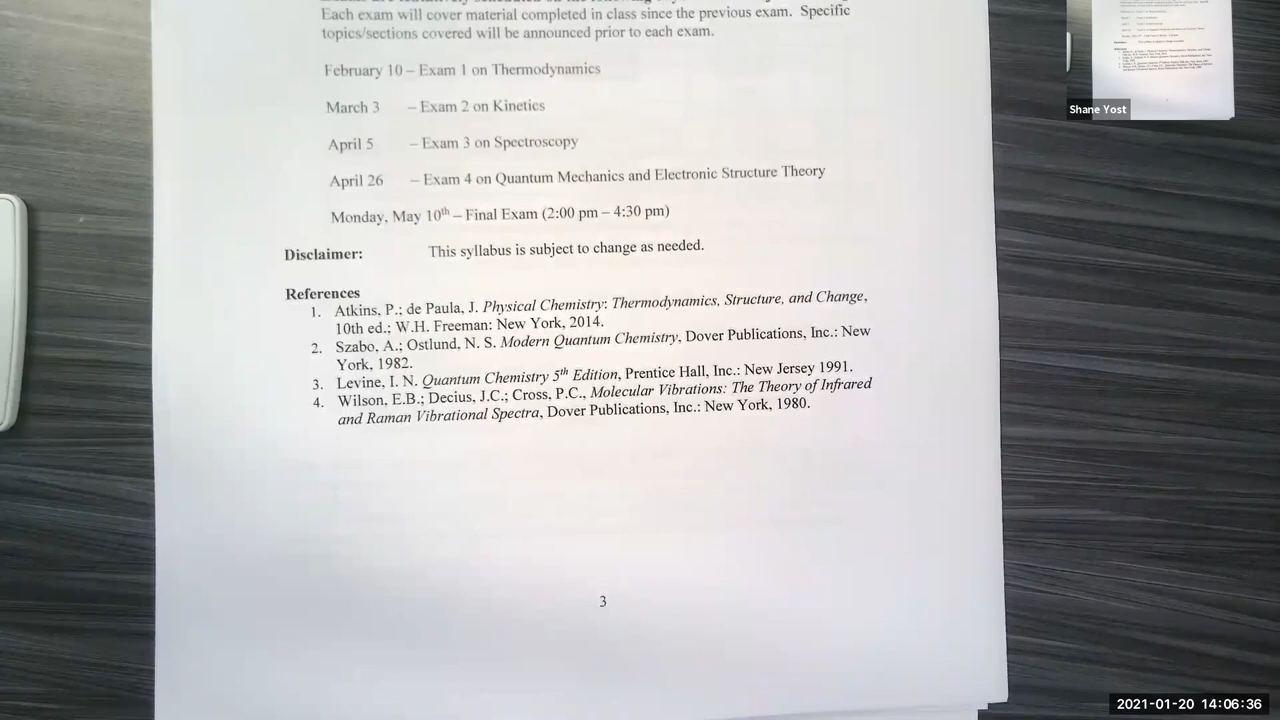 Each exam will cover material completed in class since the previous exam. Specific
topics/sections covered will be announced prior to each exam.
February 10 – Exam 1 on Thermodynamics
March 3 – Exam 2 on Kinetics
April 5 – Exam 3 on Spectroscopy
April 26 – Exam 4 on Quantum Mechanics and Electronic Structure Theory
Monday, May 10th – Final Exam (2:00 pm – 4:30 pm)
Disclaimer: This syllabus is subject to change as needed.
References
1. Atkins, P.; de Paula, J. Physical Chemistry: Thermodynamics, Structure, and Change,
10th ed.; W.H. Freeman: New York, 2014.
2. Szabo, A.; Ostlund, N. S. Modern Quantum Chemistry, Dover Publications, Inc.: New
York, 1982.
3. Levine, I. N. Quantum Chemistry 5th Edition, Prentice Hall, Inc.: New Jersey 1991.
4. Wilson, E.B.; Decius, J.C.; Cross, P.C., Molecular Vibrations: The Theory of Infrared
and Raman Vibrational Spectra, Dover Publications, Inc.: New York, 1980.
3
Shane Yost
2021-01-20 14:06:36